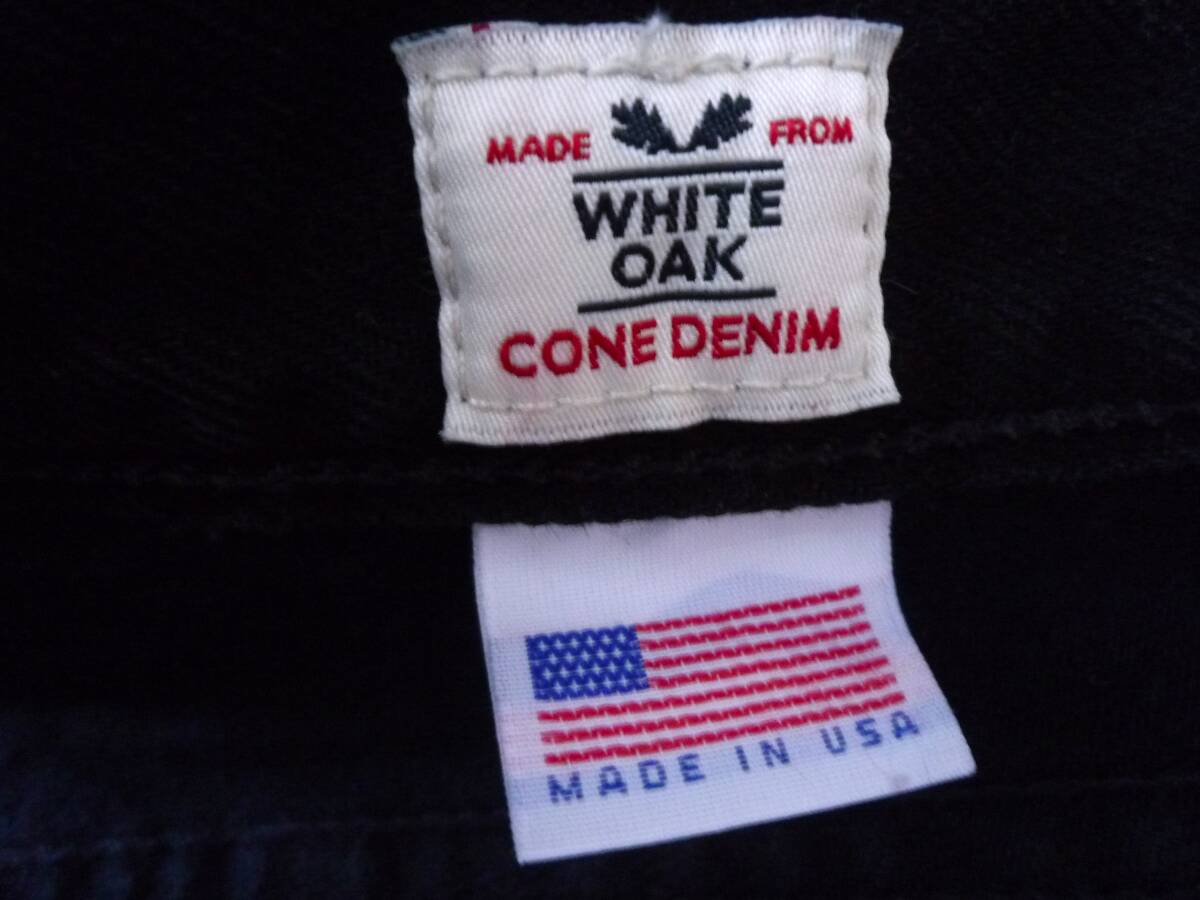 MADE FROM
WHITE
OAK
CONE DENIM
MADE IN USA